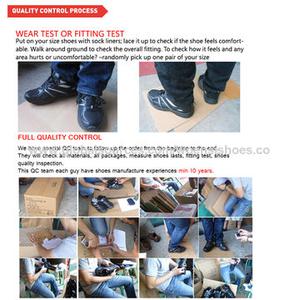 QUALITY CONTROL PROCESS
WEAR TEST OR FITTING TEST
Put on your size shoes with sock liners; lace it up to check if the shoe feels comfort-
able. Walk around ground to check the overall fitting. To check how it feels and any
area hurts or uncomfortable? –randomly pick up one pair of your size
FULL QUALITY CONTROL
We have special QC team to follow up the order from the beginning to the end.
They will check all materials, all packages, measure shoes lasts, fitting test, shoes
quality inspection.
This QC team each guy have shoes manufacture experiences min 10 years.